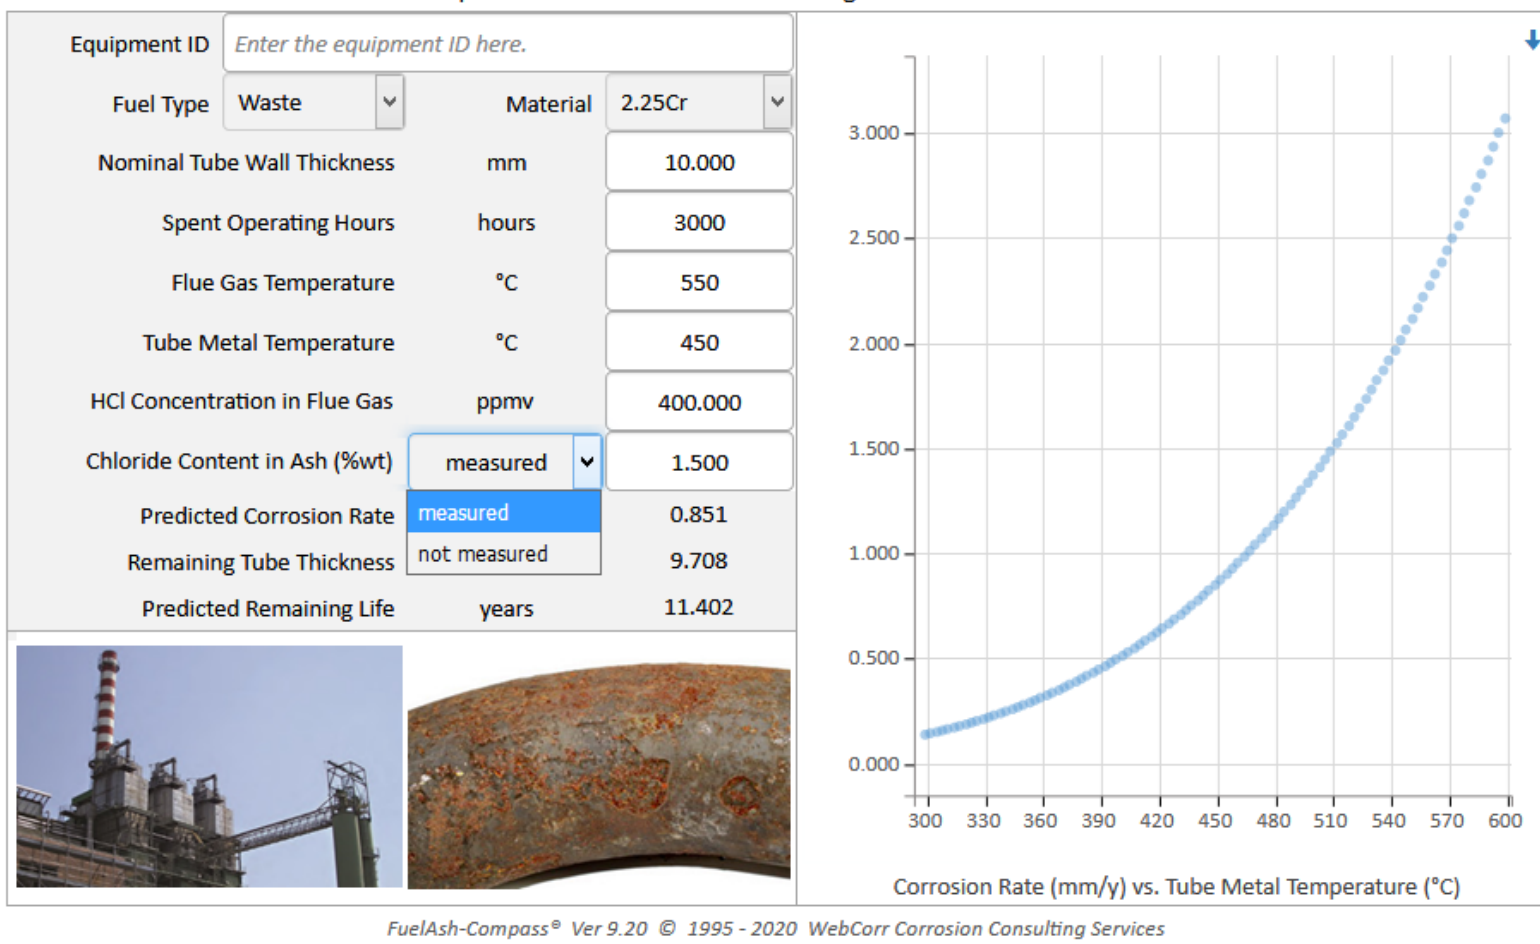 Equipment ID Enter the equipment ID here.
Fuel Type Waste Material 2.25Cr
Nominal Tube Wall Thickness mm 10.000
Spent Operating Hours hours 3000
Flue Gas Temperature °C 550
Tube Metal Temperature °C 450
HCl Concentration in Flue Gas ppmv 400.000
Chloride Content in Ash (%wt) measured 1.500
measured
not measured
Predicted Corrosion Rate 0.851
Remaining Tube Thickness 9.708
Predicted Remaining Life years 11.402
3.000
2.500
2.000
1.500
1.000
0.500
0.000
300 330 360 390 420 450 480 510 540 570 600
Corrosion Rate (mm/y) vs. Tube Metal Temperature (°C)
FuelAsh-Compass® Ver 9.20 © 1995 - 2020 WebCorr Corrosion Consulting Services